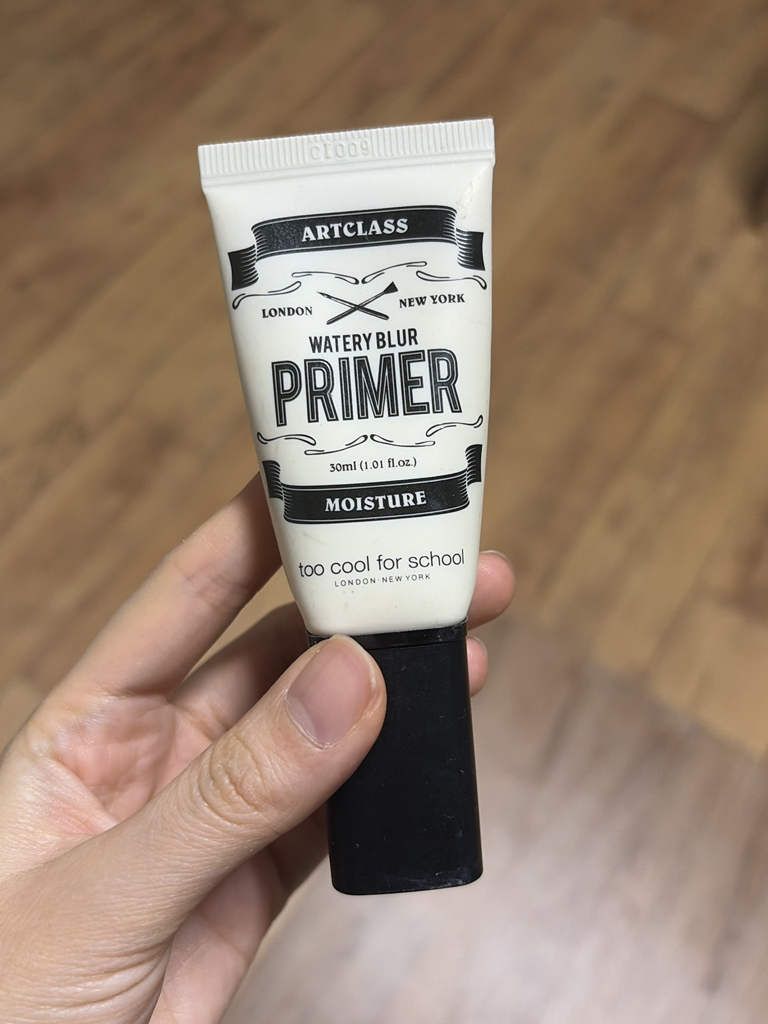 C1009
ARTCLASS
LONDON NEW YORK
WATERY BLUR
PRIMER
30ml (1.01 fl.oz.)
MOISTURE
too cool for school
LONDON·NEW YORK